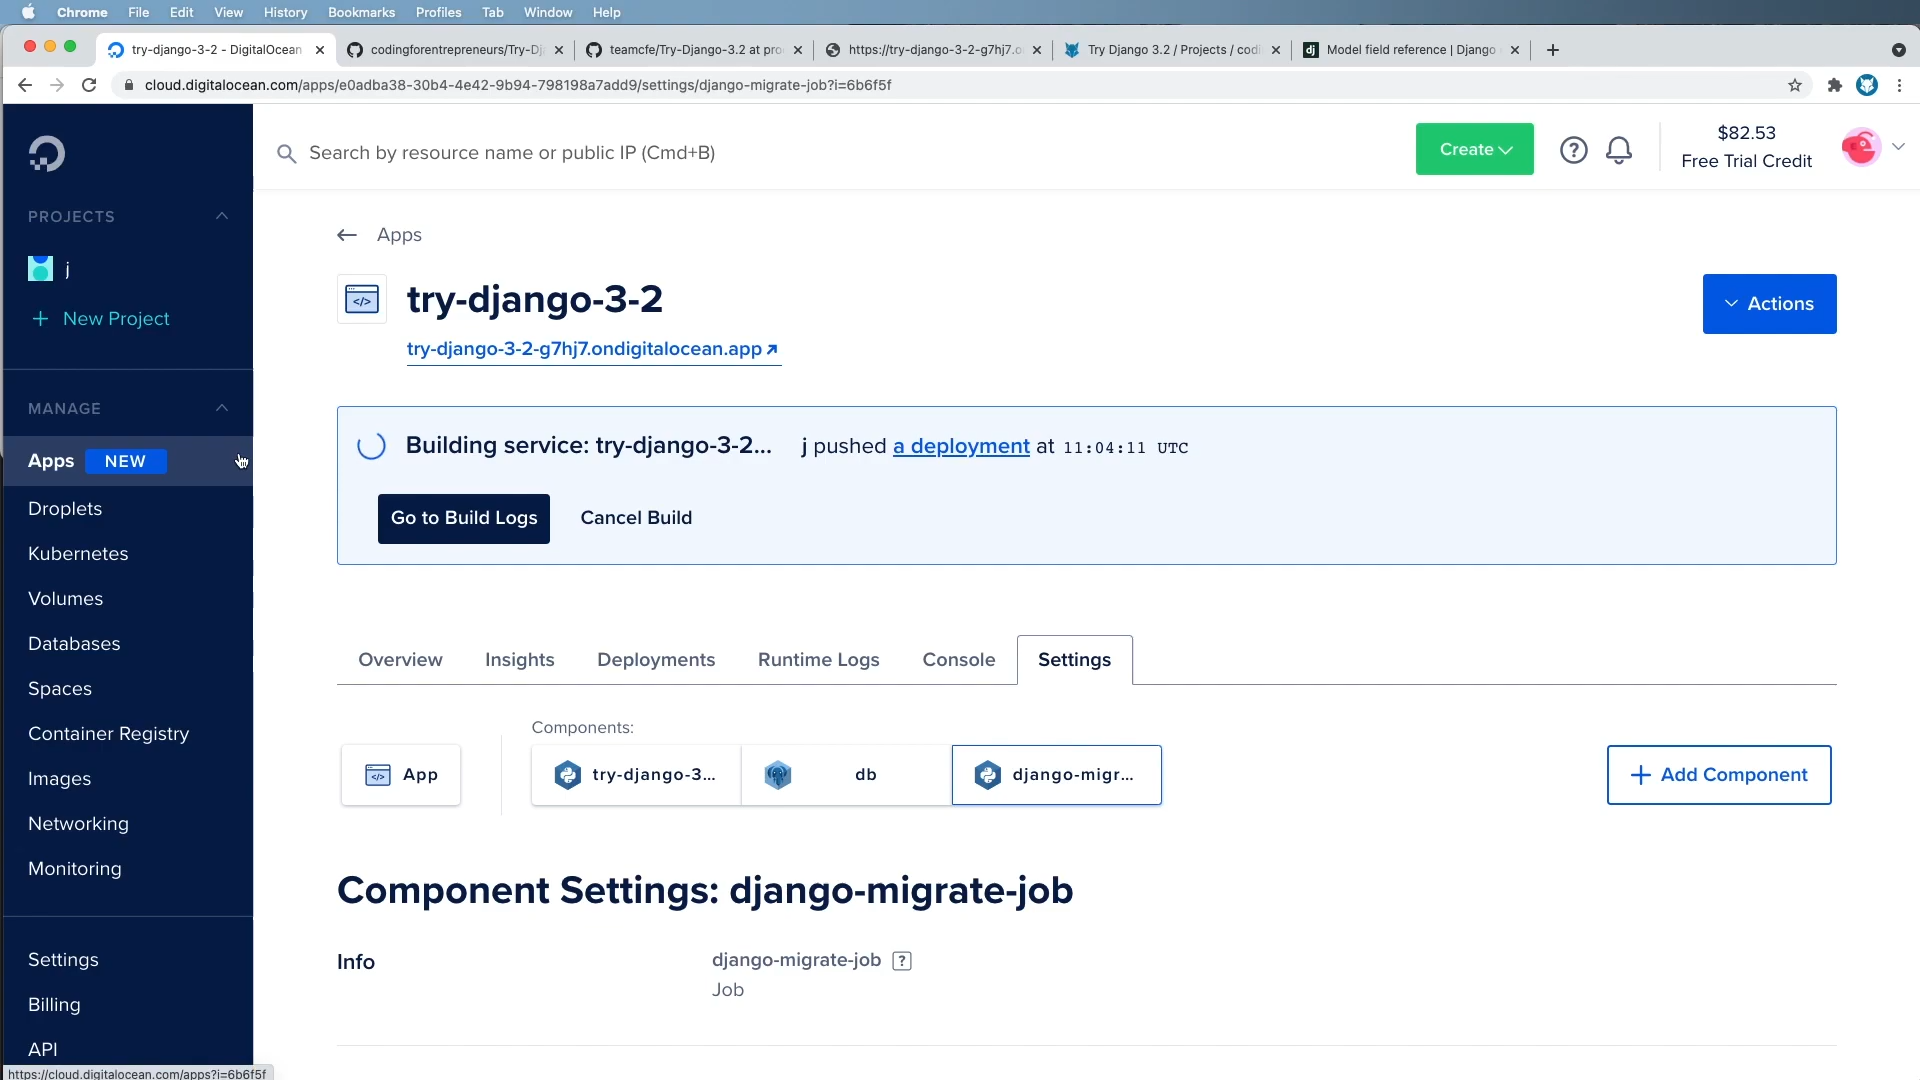 Chrome File Edit View History Bookmarks Profiles Tab Window Help
try-django-3-2 - DigitalOcean
codingforentrepreneurs/Try-Dj
teamcfe/Try-Django-3.2 at pro
https://try-django-3-2-g7hj7.o
Try Django 3.2 / Projects / codi
dj Model field reference | Django
cloud.digitalocean.com/apps/e0adba38-30b4-4e42-9b94-798198a7add9/settings/django-migrate-job?i=6b6f5f
Search by resource name or public IP (Cmd+B)
Create
?
$82.53
Free Trial Credit
PROJECTS
j
+ New Project
MANAGE
Apps NEW
Droplets
Kubernetes
Volumes
Databases
Spaces
Container Registry
Images
Networking
Monitoring
Settings
Billing
API
https://cloud.digitalocean.com/apps?i=6b6f5f
← Apps
</>
try-django-3-2
try-django-3-2-g7hj7.ondigitalocean.app
Actions
Building service: try-django-3-2... j pushed a deployment at 11:04:11 UTC
Go to Build Logs Cancel Build
Overview Insights Deployments Runtime Logs Console Settings
Components:
</> App
try-django-3...
db
django-migr...
+ Add Component
Component Settings: django-migrate-job
Info
django-migrate-job ?
Job